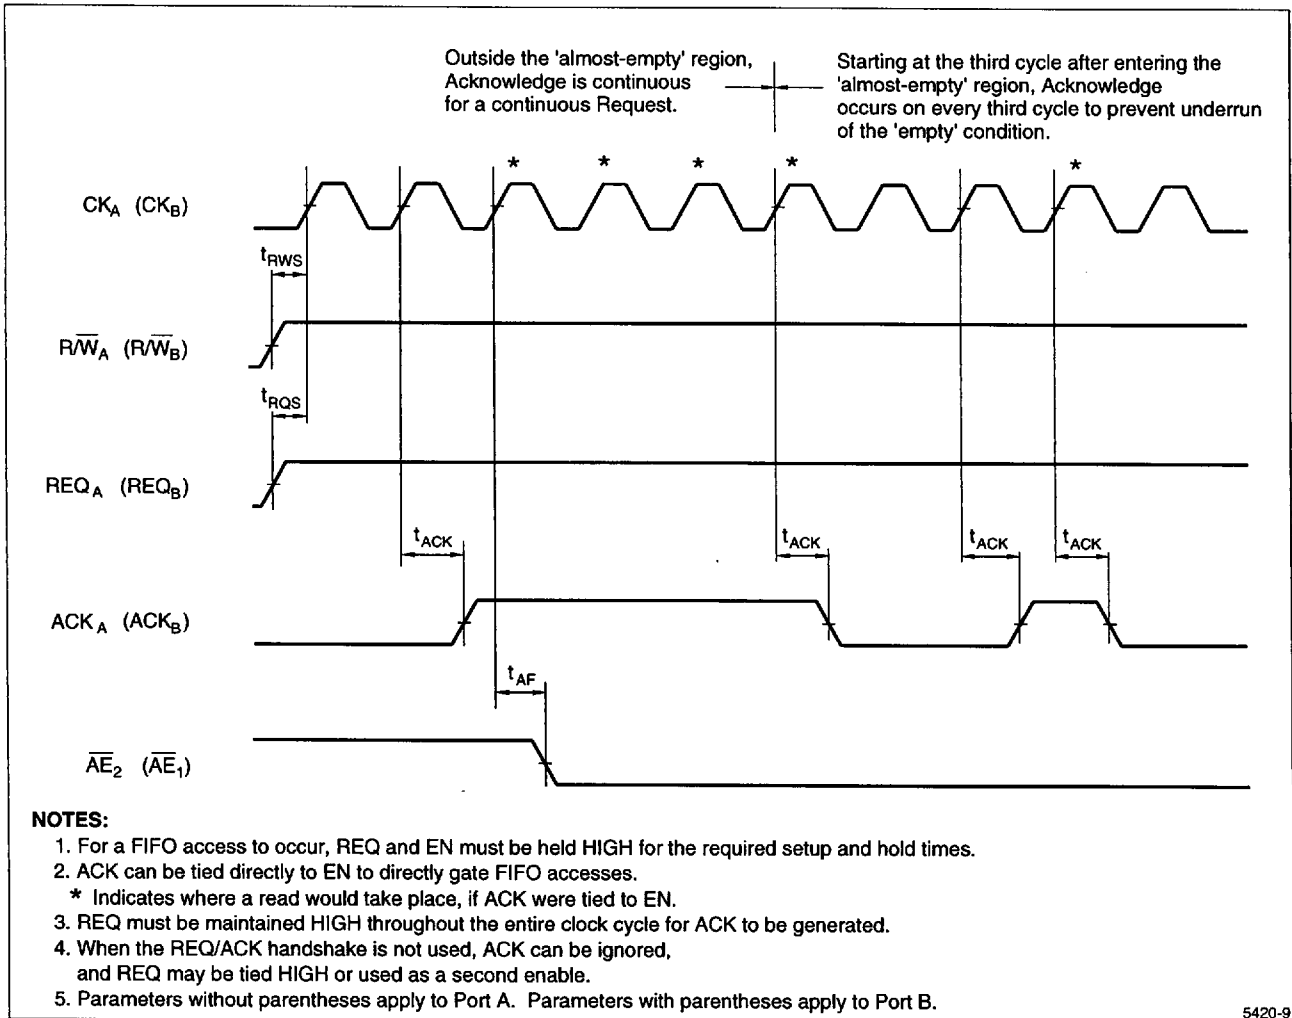 Outside the 'almost-empty' region,
Acknowledge is continuous
for a continuous Request.
Starting at the third cycle after entering the
'almost-empty' region, Acknowledge
occurs on every third cycle to prevent underrun
of the 'empty' condition.
* * * * *
CKA (CKB)
tRWS
R/W̅A (R/W̅B)
tRQS
REQA (REQB)
tACK tACK tACK tACK
ACKA (ACKB)
tAF
A̅E̅2 (A̅E̅1)
NOTES:
1. For a FIFO access to occur, REQ and EN must be held HIGH for the required setup and hold times.
2. ACK can be tied directly to EN to directly gate FIFO accesses.
* Indicates where a read would take place, if ACK were tied to EN.
3. REQ must be maintained HIGH throughout the entire clock cycle for ACK to be generated.
4. When the REQ/ACK handshake is not used, ACK can be ignored,
and REQ may be tied HIGH or used as a second enable.
5. Parameters without parentheses apply to Port A. Parameters with parentheses apply to Port B.
5420-9